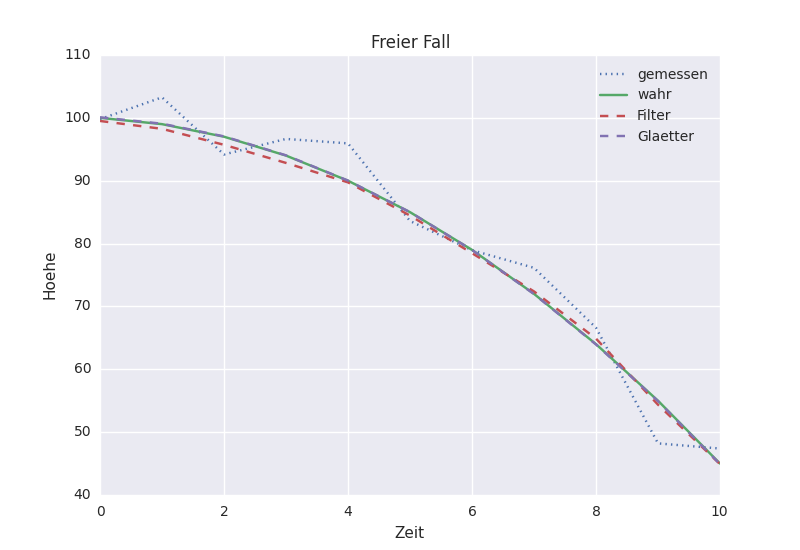 Freier Fall
110
100
90
80
70
60
50
40
Hoehe
gemessen
wahr
Filter
Glaetter
0 2 4 6 8 10
Zeit